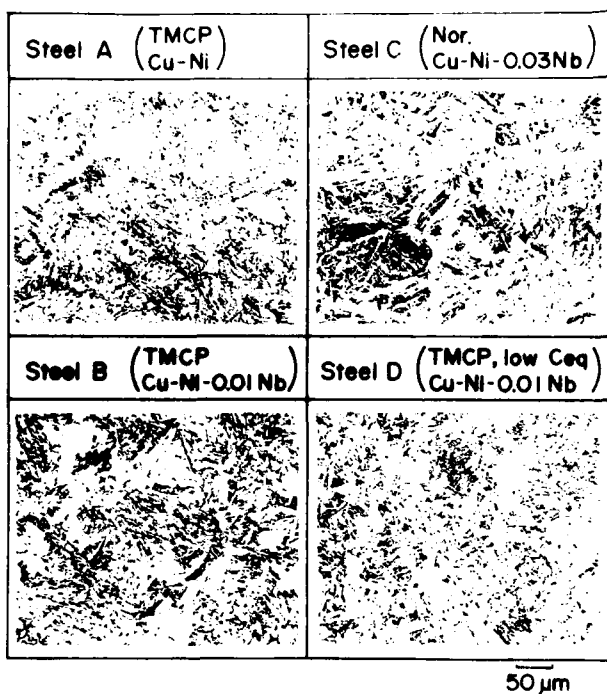 Steel A (TMCP
Cu-Ni)
Steel C (Nor.
Cu-Ni-0.03Nb)
Steel B (TMCP
Cu-Ni-0.01Nb)
Steel D (TMCP, low Ceq
Cu-Ni-0.01Nb)
50 μm